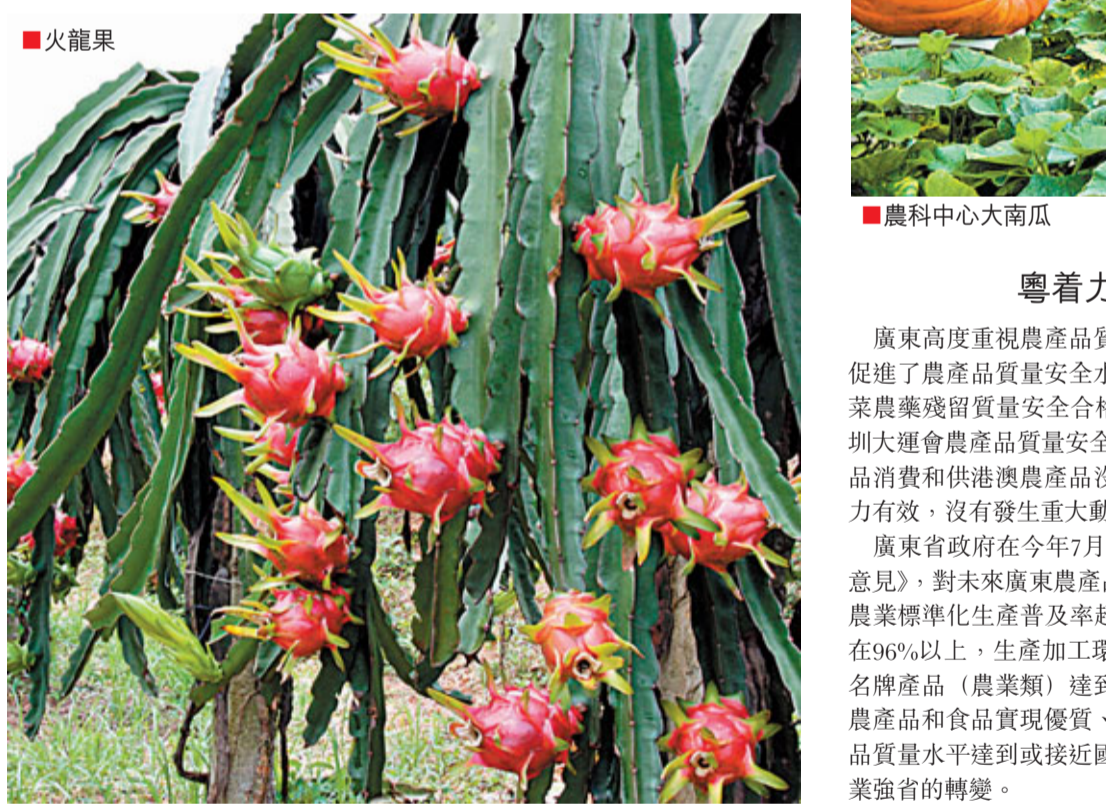 ■火龍果
■農科中心大南瓜
粵着力
廣東高度重視農產品質
促進了農產品質量安全水
菜農藥殘留質量安全合格
圳大運會農產品質量安全
品消費和供港澳農產品沒
力有效，沒有發生重大動
廣東省政府在今年7月
意見》，對未來廣東農產品
農業標準化生產普及率超
在96%以上，生產加工環
名牌產品（農業類）達到
農產品和食品實現優質、
品質量水平達到或接近國
業強省的轉變。